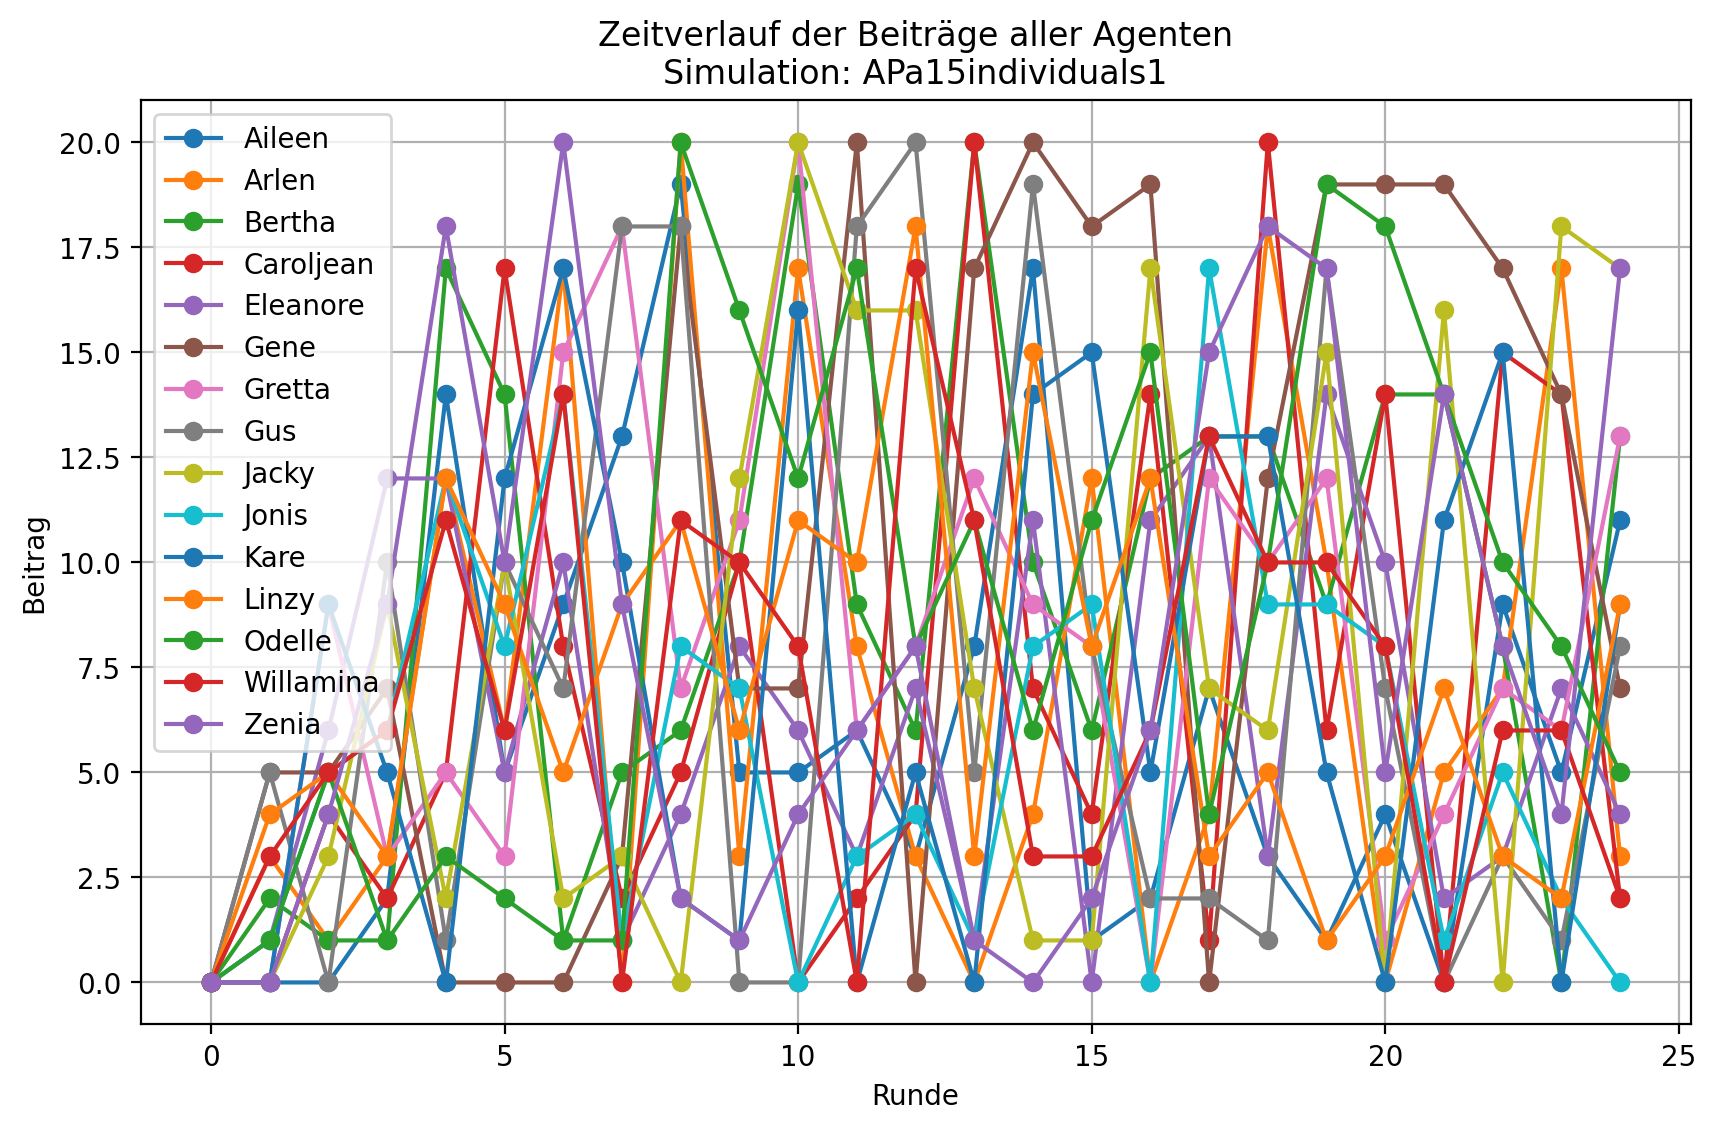 Zeitverlauf der Beiträge aller Agenten
Simulation: APa15individuals1
Beitrag
20.0
17.5
15.0
12.5
10.0
7.5
5.0
2.5
0.0
Aileen
Arlen
Bertha
Caroljean
Eleanore
Gene
Gretta
Gus
Jacky
Jonis
Kare
Linzy
Odelle
Willamina
Zenia
0
5
10
15
20
25
Runde